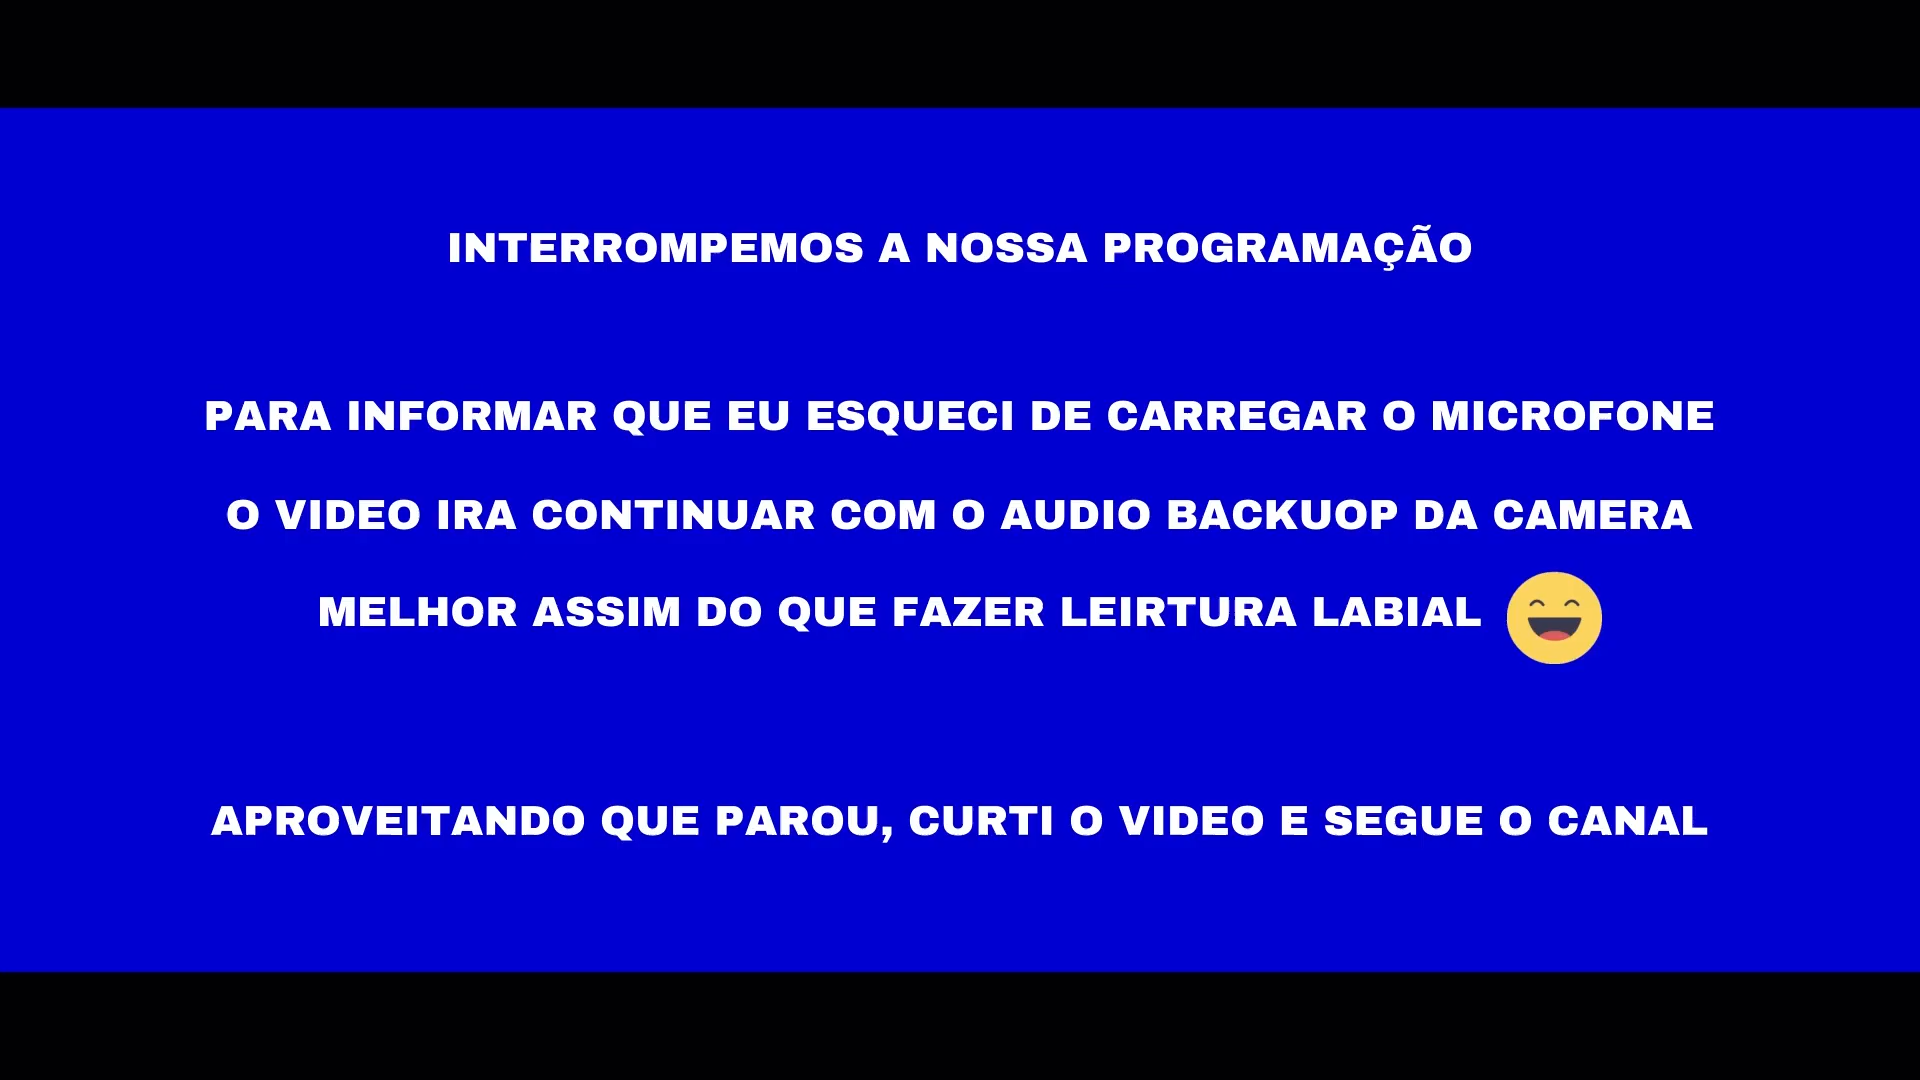 INTERROMPEMOS A NOSSA PROGRAMAÇÃO
PARA INFORMAR QUE EU ESQUECI DE CARREGAR O MICROFONE
O VIDEO IRA CONTINUAR COM O AUDIO BACKUOP DA CAMERA
MELHOR ASSIM DO QUE FAZER LEIRTURA LABIAL
APROVEITANDO QUE PAROU, CURTI O VIDEO E SEGUE O CANAL